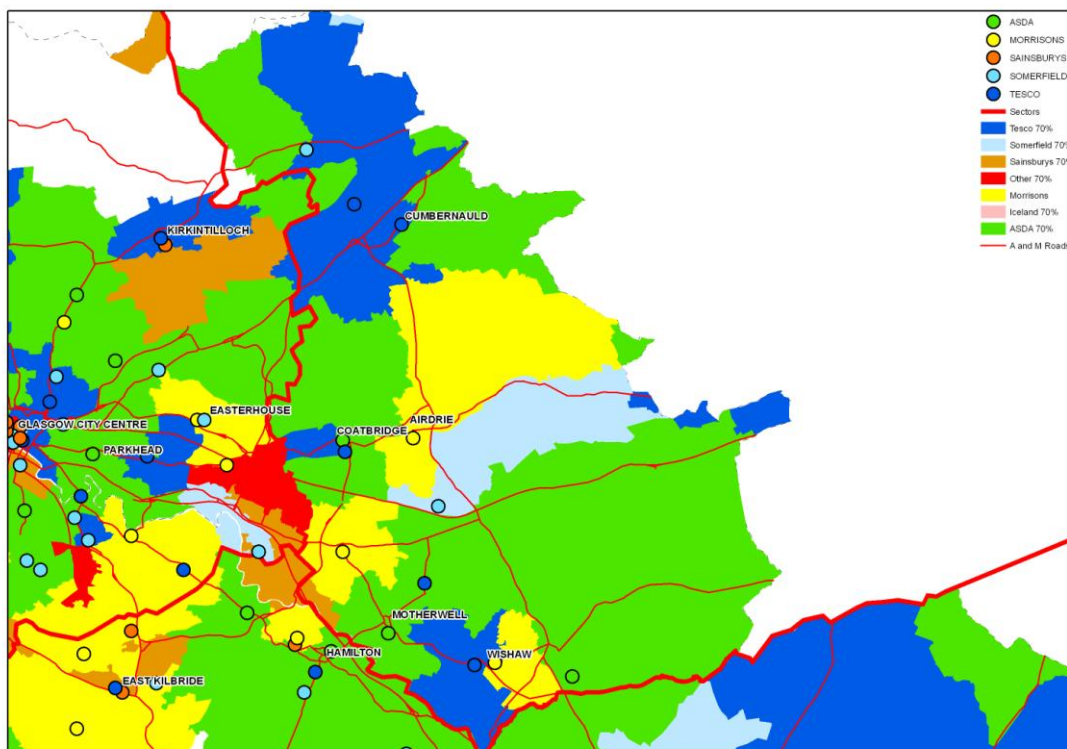 ASDA
MORRISONS
SAINSBURYS
SOMERFIELD
TESCO
Sectors
Tesco 70%
Somerfield 70%
Sainsburys 70%
Other 70%
Morrisons
Iceland 70%
ASDA 70%
A and M Roads
CUMBERNAULD
KIRKINTILLOCH
EASTERHOUSE
AIRDRIE
GLASGOW CITY CENTRE
COATBRIDGE
PARKHEAD
MOTHERWELL
HAMILTON
WISHAW
EAST KILBRIDE